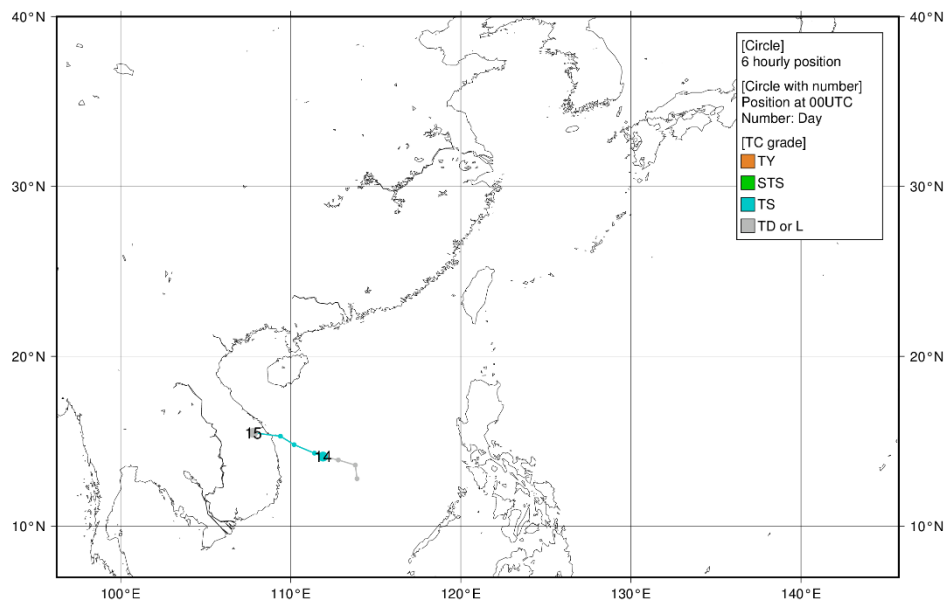 40°N
40°N
[Circle]
6 hourly position
[Circle with number]
Position at 00UTC
Number: Day
[TC grade]
TY
STS
TS
TD or L
30°N
30°N
20°N
20°N
15
14
10°N
10°N
100°E
110°E
120°E
130°E
140°E